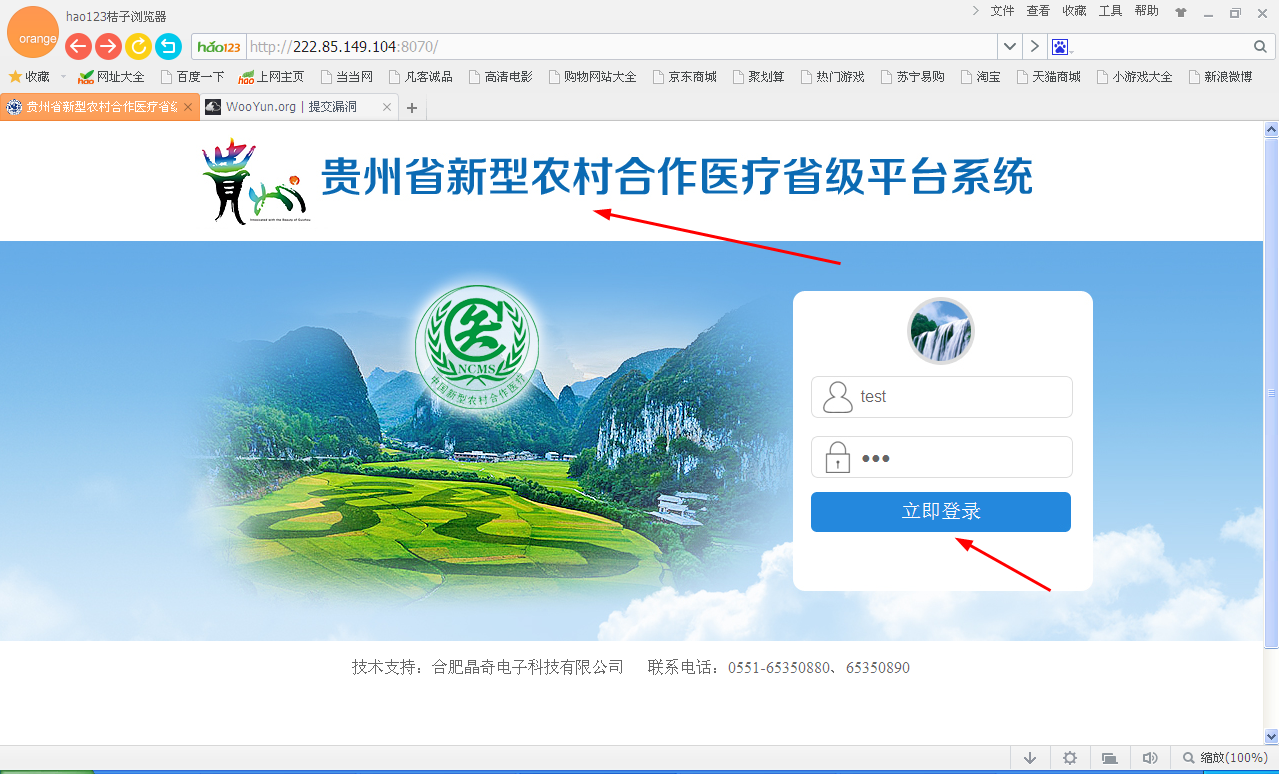 hao123桔子浏览器
文件 查看 收藏 工具 帮助
orange
hao123 http://222.85.149.104:8070/
收藏 网址大全 百度一下 上网主页 当当网 凡客诚品 高清电影 购物网站大全 京东商城 聚划算 热门游戏 苏宁易购 淘宝 天猫商城 小游戏大全 新浪微博
贵州省新型农村合作医疗省级 WooYun.org | 提交漏洞
贵州省新型农村合作医疗省级平台系统
NCMS
中国新型农村合作医疗
test
●●●
立即登录
技术支持：合肥晶奇电子科技有限公司 联系电话：0551-65350880、65350890
缩放(100%)